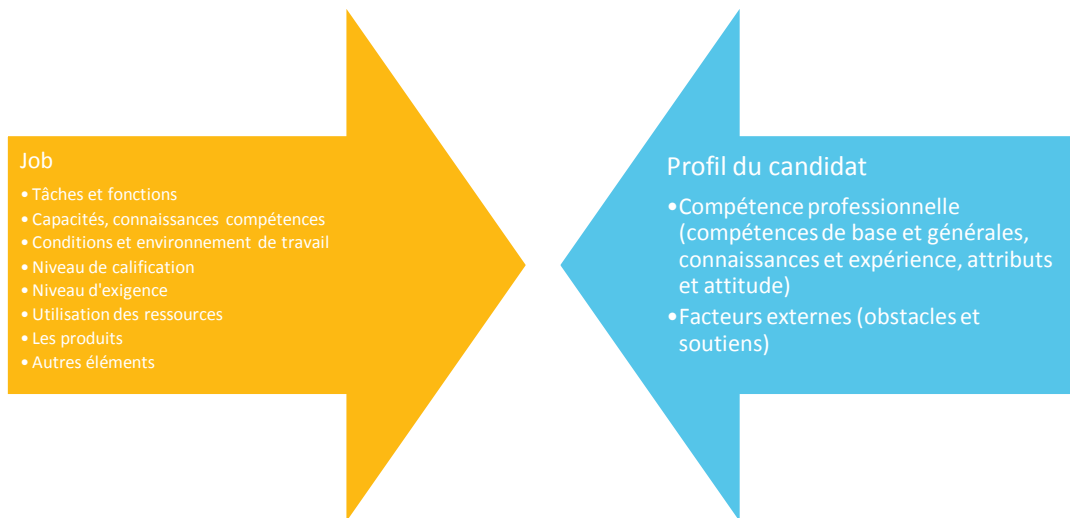 Job
•Tâches et fonctions
•Capacités, connaissances compétences
•Conditions et environnement de travail
•Niveau de calification
•Niveau d'exigence
•Utilisation des ressources
•Les produits
•Autres éléments
Profil du candidat
•Compétence professionnelle
(compétences de base et générales,
connaissances et expérience, attributs
et attitude)
•Facteurs externes (obstacles et
soutiens)